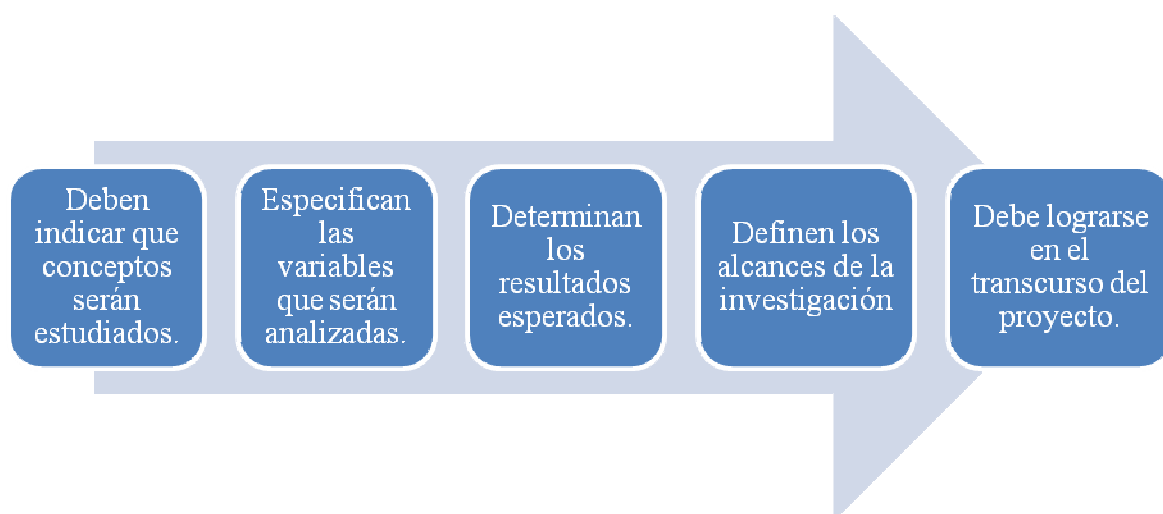 Deben
indicar que
conceptos
serán
estudiados.
Especifican
las
variables
que serán
analizadas.
Determinan
los
resultados
esperados.
Definen los
alcances de la
investigación
Debe lograrse
en el
transcurso del
proyecto.